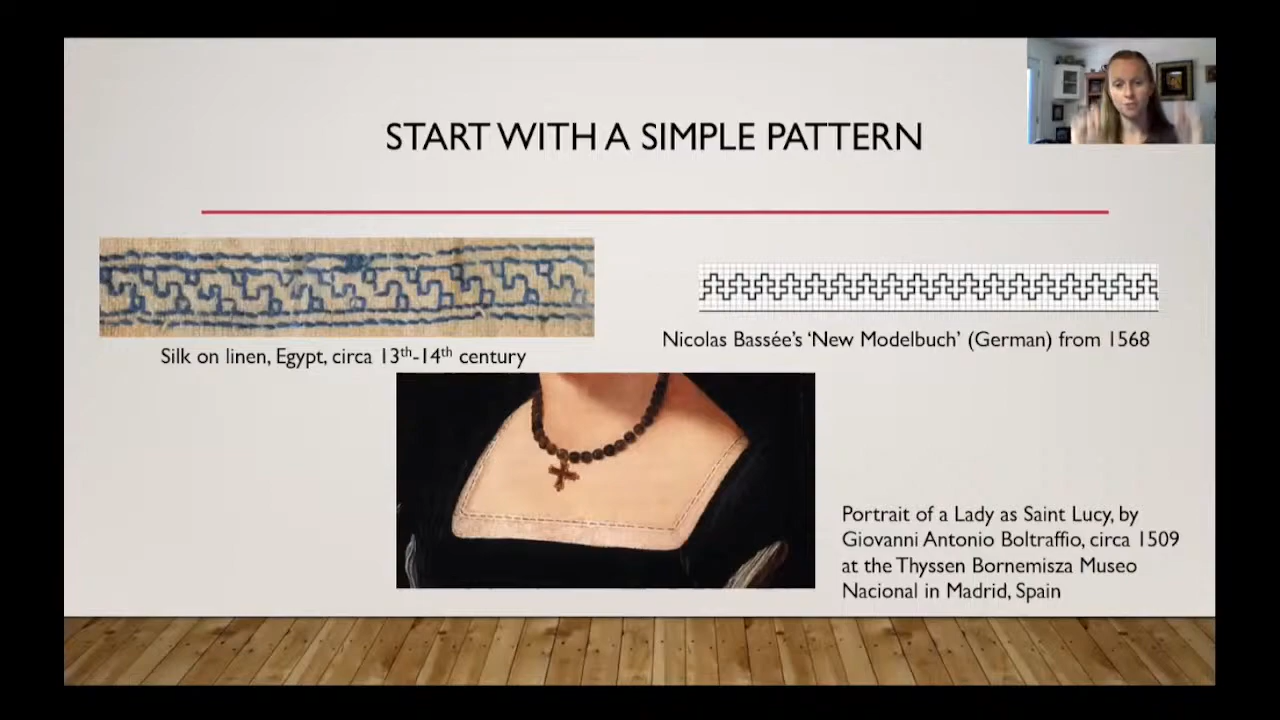 START WITH A SIMPLE PATTERN
Silk on linen, Egypt, circa 13th-14th century
Nicolas Bassée's 'New Modelbuch' (German) from 1568
Portrait of a Lady as Saint Lucy, by
Giovanni Antonio Boltraffio, circa 1509
at the Thyssen Bornemisza Museo
Nacional in Madrid, Spain